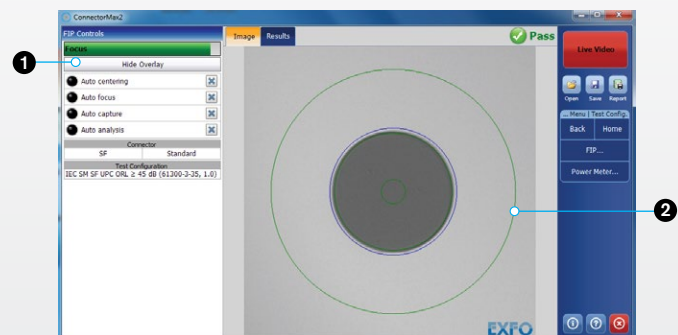 ConnectorMax2
FIP Controls
Focus
Hide Overlay
Auto centering
Auto focus
Auto capture
Auto analysis
Connector
SF Standard
Test Configuration
IEC SM SF UPC ORL ≥ 45 dB (61300-3-35, 1.0)
Image Results
Pass
EXFO
Live Video
Open Save Report
... Menu | Test Config.
Back Home
FIP...
Power Meter...
1
2